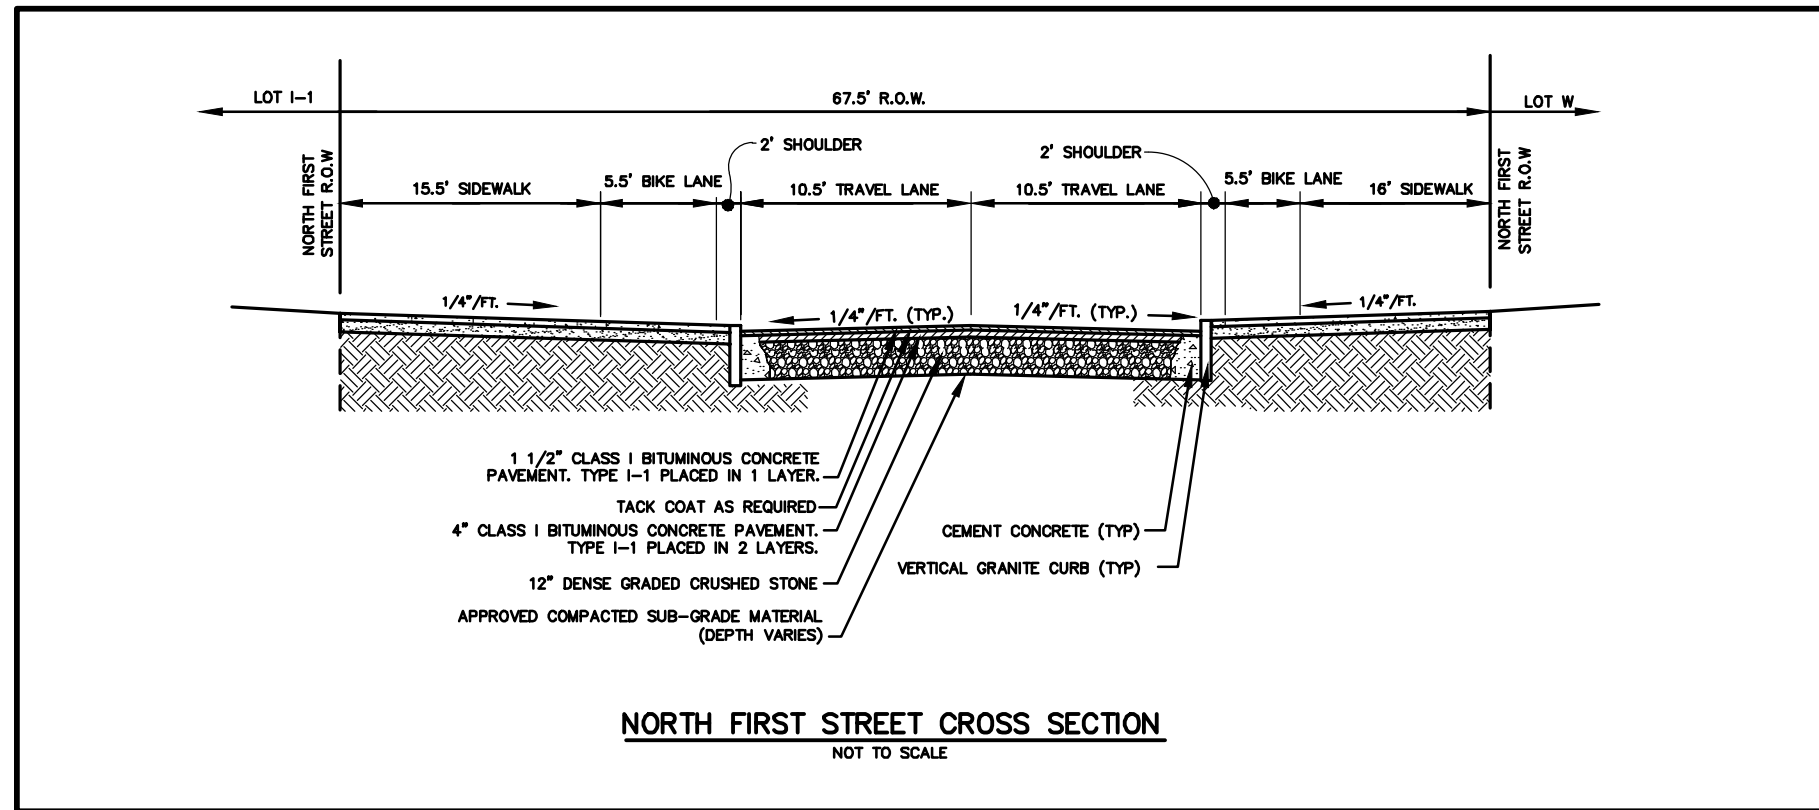 LOT I-1
67.5' R.O.W.
LOT W
2' SHOULDER
2' SHOULDER
NORTH FIRST
STREET R.O.W
15.5' SIDEWALK
5.5' BIKE LANE
10.5' TRAVEL LANE
10.5' TRAVEL LANE
5.5' BIKE LANE
16' SIDEWALK
NORTH FIRST
STREET R.O.W
1/4"/FT.
1/4"/FT. (TYP.)
1/4"/FT. (TYP.)
1/4"/FT.
1 1/2" CLASS I BITUMINOUS CONCRETE
PAVEMENT. TYPE I-1 PLACED IN 1 LAYER.
TACK COAT AS REQUIRED
4" CLASS I BITUMINOUS CONCRETE PAVEMENT.
TYPE I-1 PLACED IN 2 LAYERS.
12" DENSE GRADED CRUSHED STONE
APPROVED COMPACTED SUB-GRADE MATERIAL
(DEPTH VARIES)
CEMENT CONCRETE (TYP)
VERTICAL GRANITE CURB (TYP)
NORTH FIRST STREET CROSS SECTION
NOT TO SCALE